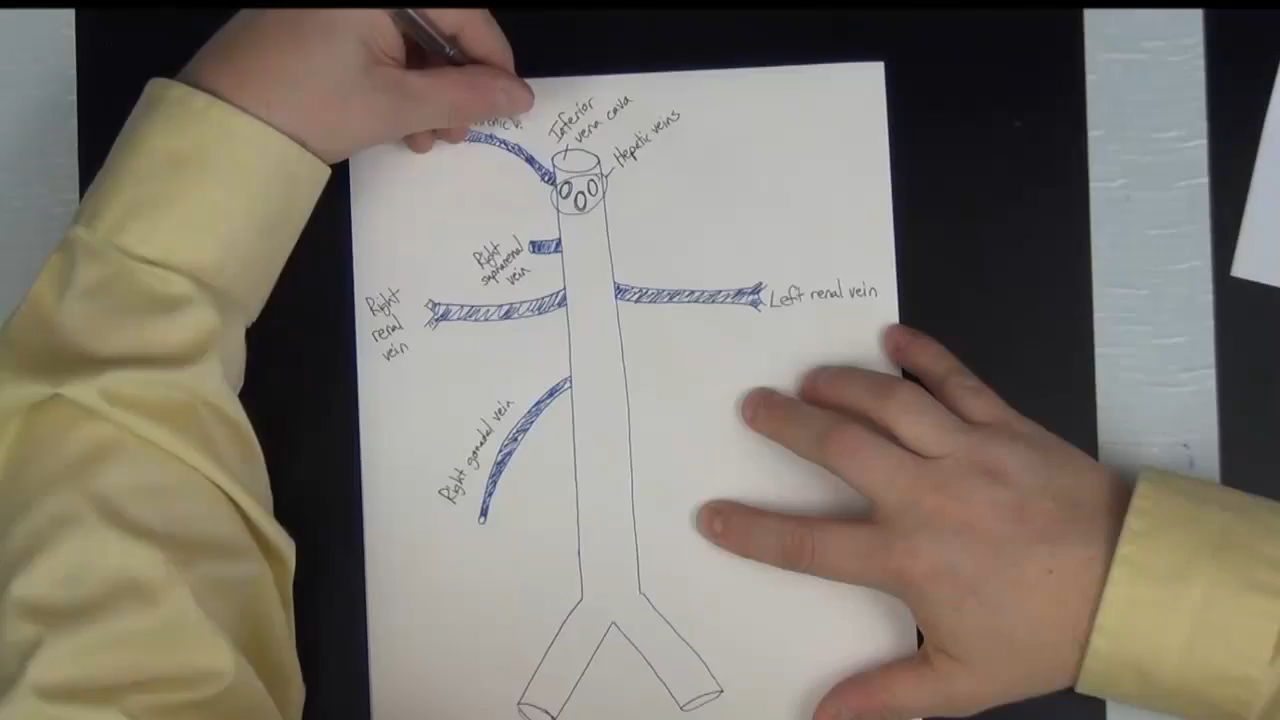 Inferior
vena cava
Hepatic veins
Right
suprarenal
vein
Right
renal
vein
Left renal vein
Right gonadal vein